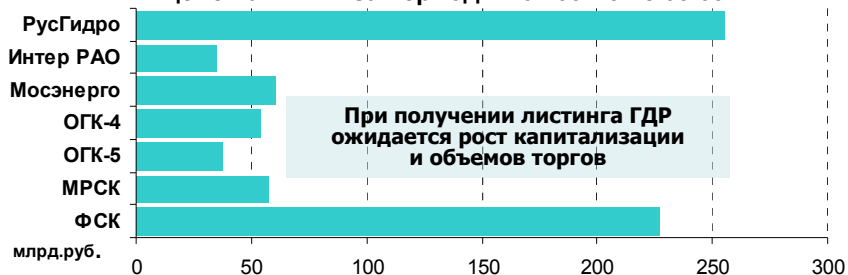 РусГидро
Интер РАО
Мосэнерго
ОГК-4
ОГК-5
МРСК
ФСК
При получении листинга ГДР
ожидается рост капитализации
и объемов торгов
млрд.руб.
0 50 100 150 200 250 300